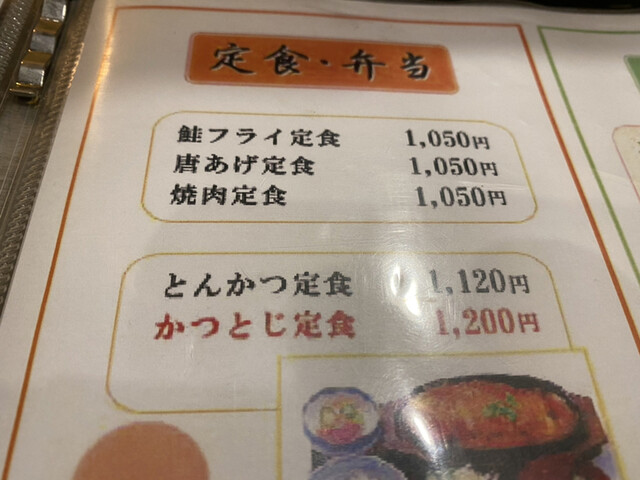 定食・弁当
鮭フライ定食 1,050円
唐あげ定食 1,050円
焼肉定食 1,050円
とんかつ定食 1,120円
かつとじ定食 1,200円